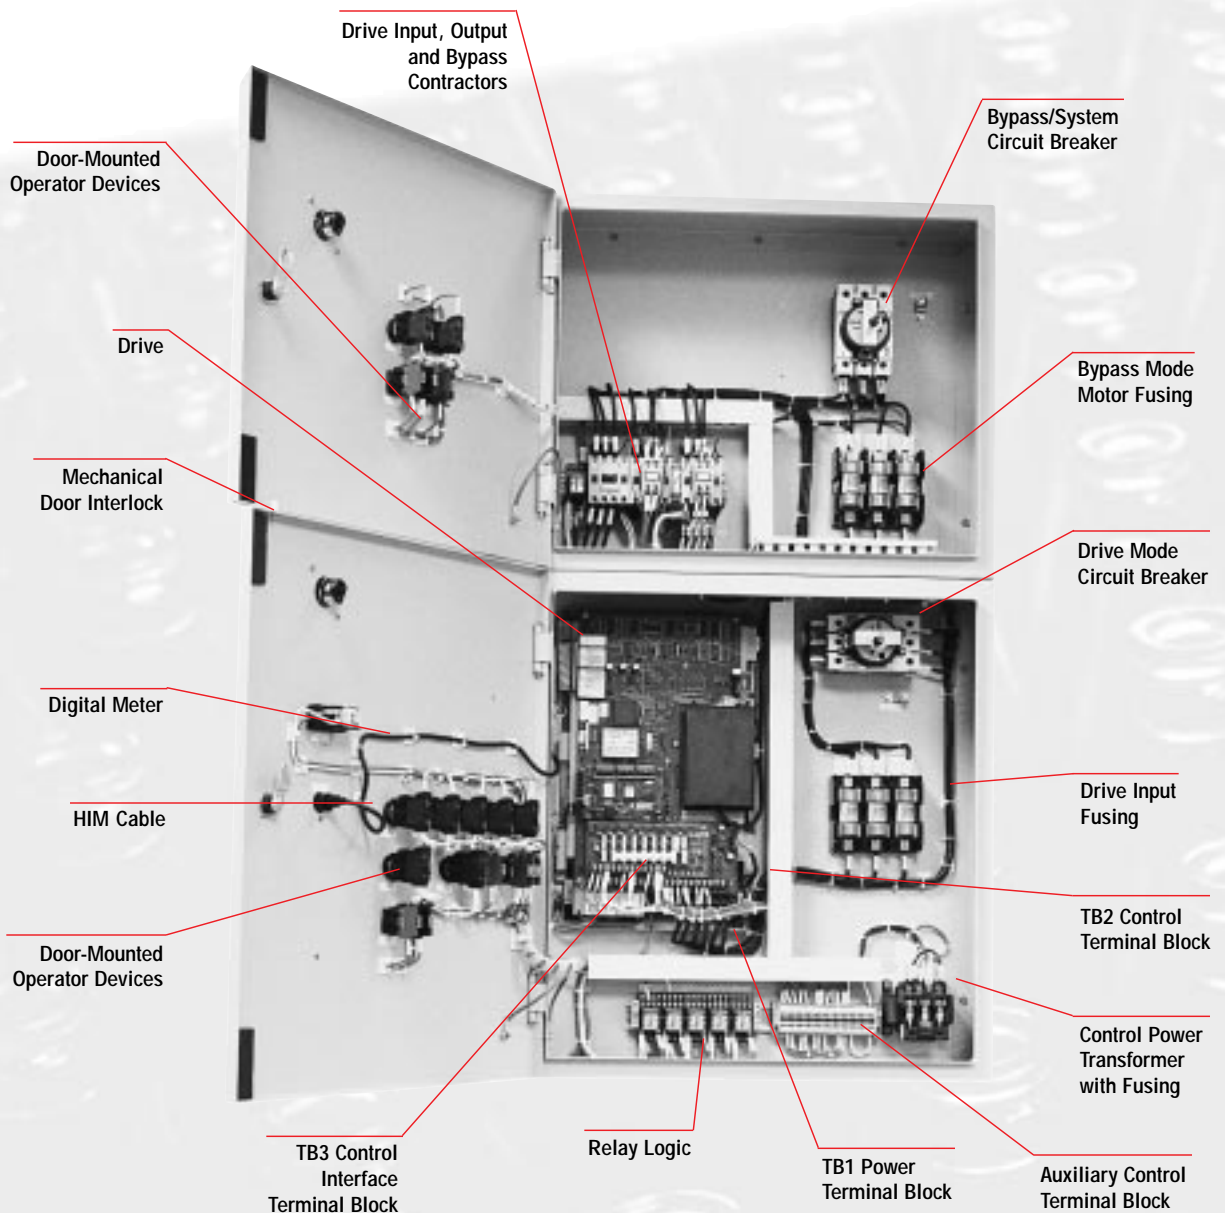 Drive Input, Output
and Bypass
Contractors
Bypass/System
Circuit Breaker
Door-Mounted
Operator Devices
Drive
Bypass Mode
Motor Fusing
Mechanical
Door Interlock
Drive Mode
Circuit Breaker
Digital Meter
HIM Cable
Drive Input
Fusing
TB2 Control
Terminal Block
Door-Mounted
Operator Devices
Control Power
Transformer
with Fusing
TB3 Control
Interface
Terminal Block
Relay Logic
TB1 Power
Terminal Block
Auxiliary Control
Terminal Block